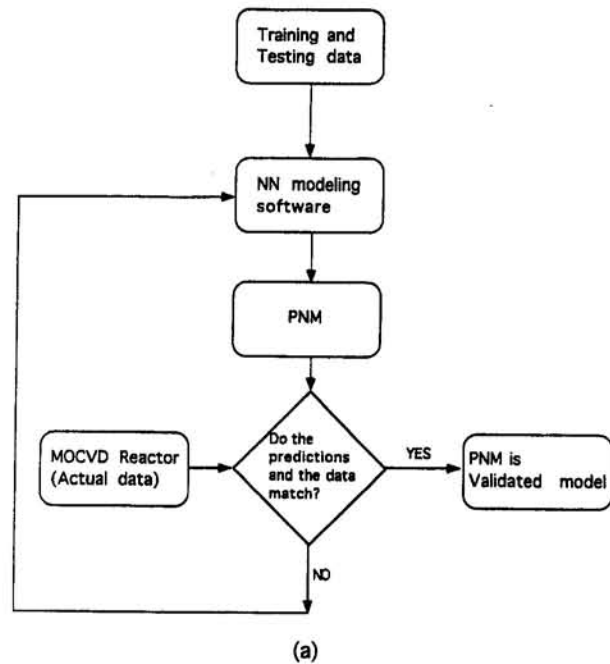 Training and
Testing data
NN modeling
software
PNM
MOCVD Reactor
(Actual data)
Do the
predictions
and the data
match?
YES
PNM is
Validated model
NO
(a)